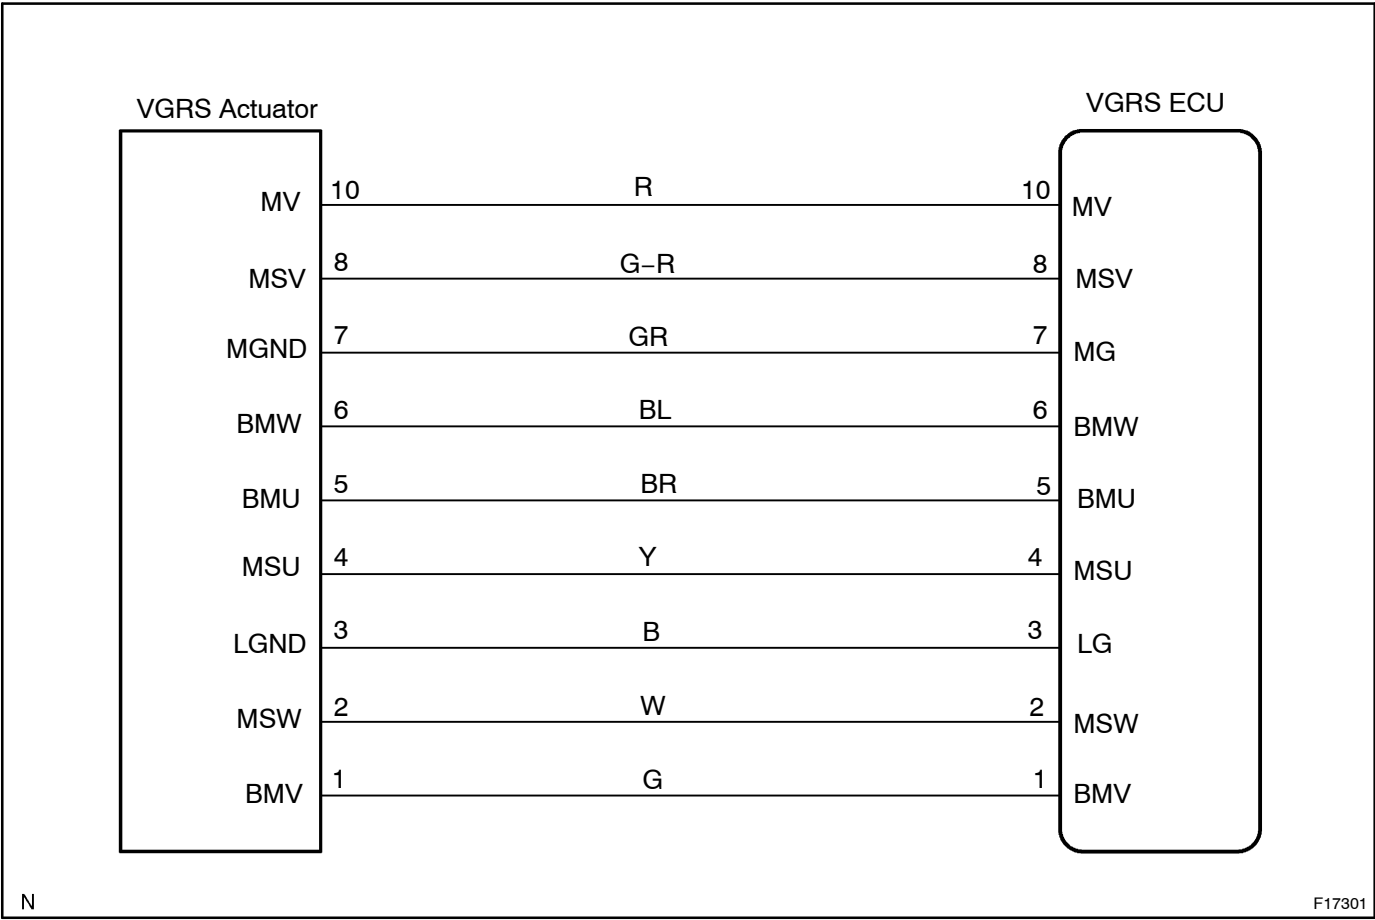 VGRS Actuator VGRS ECU
MV 10 R 10 MV
MSV 8 G–R 8 MSV
MGND 7 GR 7 MG
BMW 6 BL 6 BMW
BMU 5 BR 5 BMU
MSU 4 Y 4 MSU
LGND 3 B 3 LG
MSW 2 W 2 MSW
BMV 1 G 1 BMV
N F17301